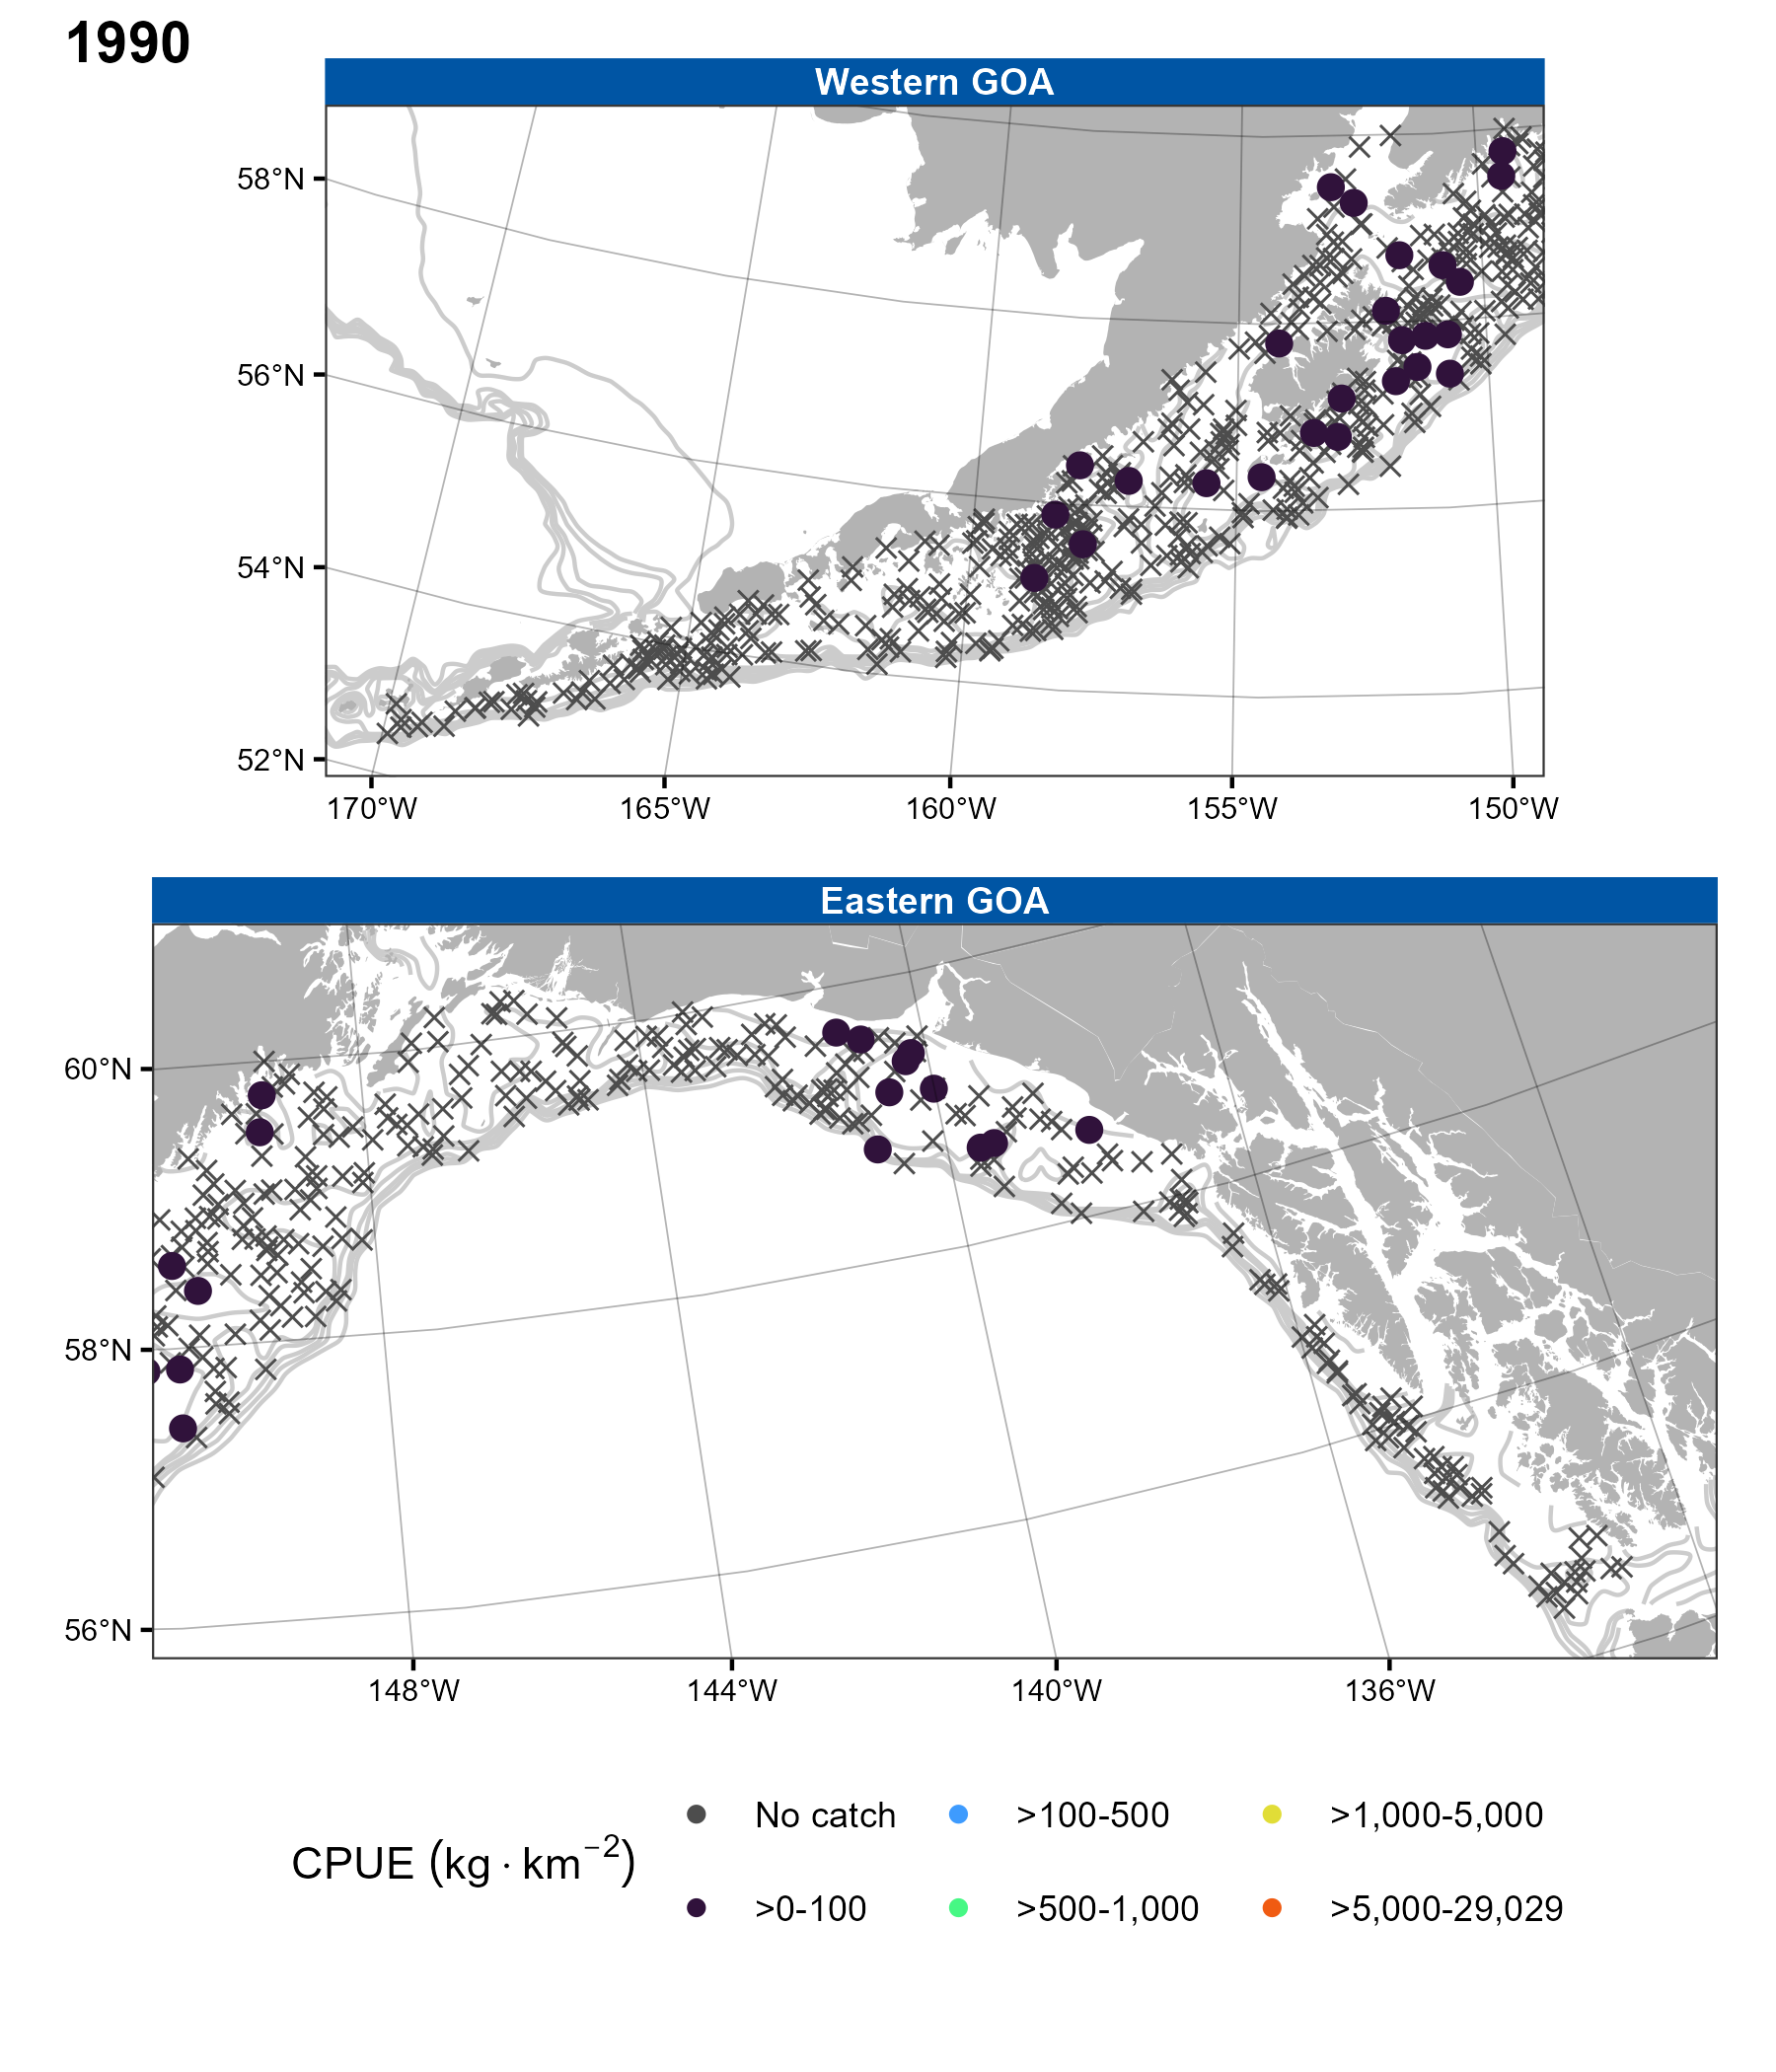 1990
Western GOA
58°N
56°N
54°N
52°N
170°W 165°W 160°W 155°W 150°W
Eastern GOA
60°N
58°N
56°N
148°W 144°W 140°W 136°W
CPUE (kg · km⁻²)
No catch >100-500 >1,000-5,000
>0-100 >500-1,000 >5,000-29,029